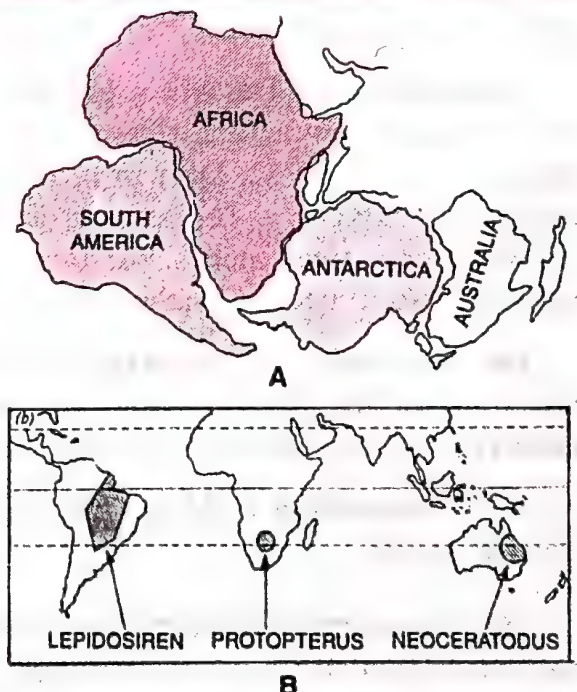 AFRICA
SOUTH
AMERICA
ANTARCTICA
AUSTRALIA
A
(b)
LEPIDOSIREN PROTOPTERUS NEOCERATODUS
B